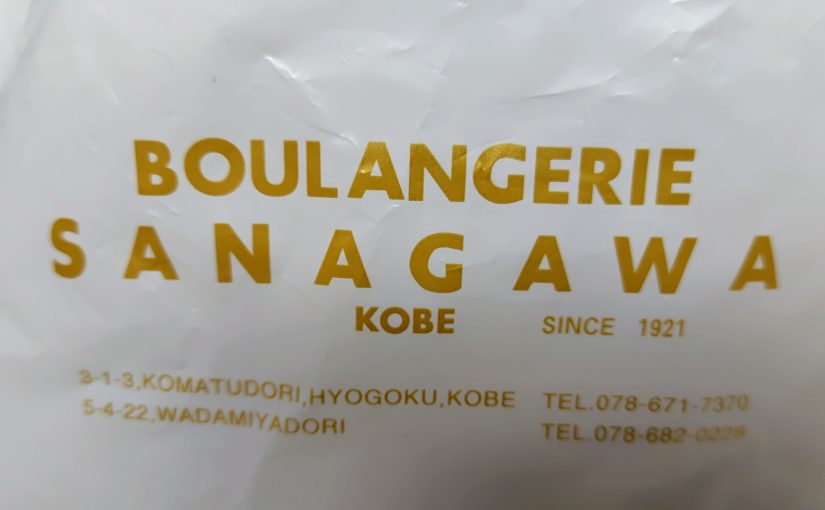 BOULANGERIE
SANAGAWA
KOBE SINCE 1921
3-1-3,KOMATUDORI,HYOGOKU,KOBE TEL.078-671-7370
5-4-22,WADAMIYADORI TEL.078-682-0228